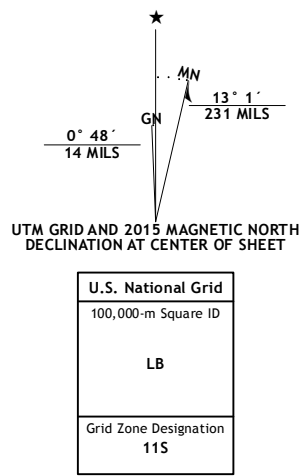 ★
MN
GN
13° 1´
231 MILS
0° 48´
14 MILS
UTM GRID AND 2015 MAGNETIC NORTH
DECLINATION AT CENTER OF SHEET
U.S. National Grid
100,000-m Square ID
LB
Grid Zone Designation
11S